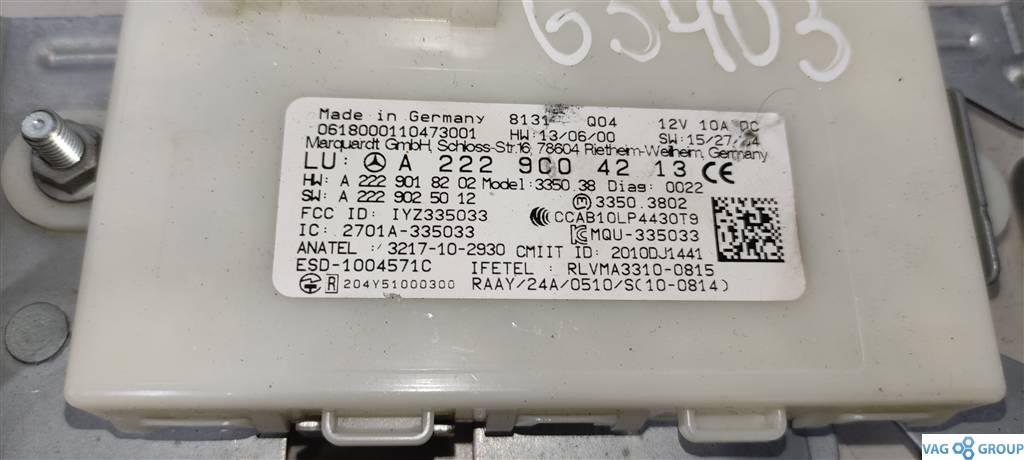 65403
Made in Germany 8131 Q04 12V 10A DC
0618000110473001 HW:13/06/00 SW:15/27/04
Marquardt GmbH, Schloss-Str.16, 78604 Rietheim-Weilheim, Germany
LU: A 222 900 42 13 CE
HW: A 222 901 82 02 Model: 3350.38 Diag: 0022
SW: A 222 902 50 12 M 3350.3802
FCC ID: IYZ335033 CCAB10LP4430T9
IC: 2701A-335033 MQU-335033
ANATEL :/3217-10-2930 CMIIT ID: 2010DJ1441
ESD-1004571C IFETEL : RLVMA3310-0815
R 204Y51000300 RAAY/24A/0510/S(10-0814)
VAG GROUP